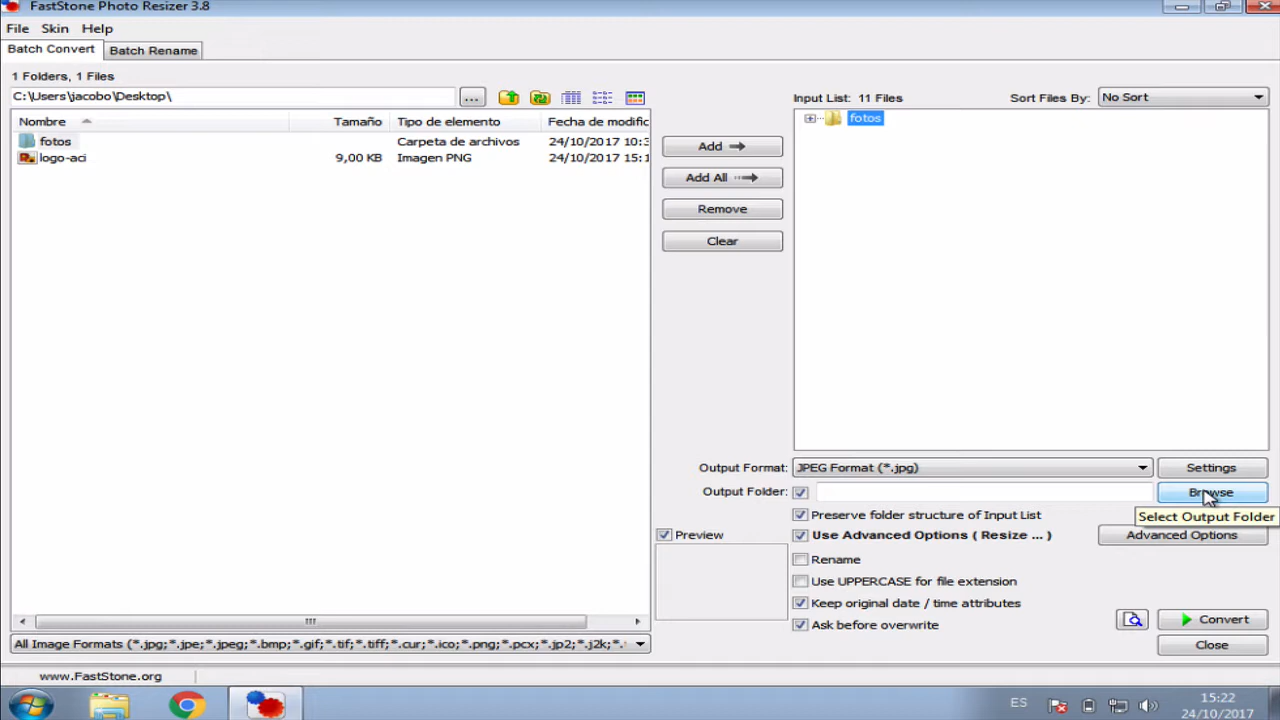 FastStone Photo Resizer 3.8
File Skin Help
Batch Convert Batch Rename
1 Folders, 1 Files
C:\Users\jacobo\Desktop\ ...
Input List: 11 Files Sort Files By: No Sort
Nombre Tamaño Tipo de elemento Fecha de modific
fotos Carpeta de archivos 24/10/2017 10:3
logo-aci 9,00 KB Imagen PNG 24/10/2017 15:1
fotos
Add
Add All
Remove
Clear
Output Format: JPEG Format (*.jpg) Settings
Output Folder: Browse
Select Output Folder
Preserve folder structure of Input List
Preview
Use Advanced Options ( Resize ... ) Advanced Options
Rename
Use UPPERCASE for file extension
Keep original date / time attributes
Ask before overwrite
Convert
Close
All Image Formats (*.jpg;*.jpe;*.jpeg;*.bmp;*.gif;*.tif;*.tiff;*.cur;*.ico;*.png;*.pcx;*.jp2;*.j2k;*.
www.FastStone.org
ES
15:22
24/10/2017